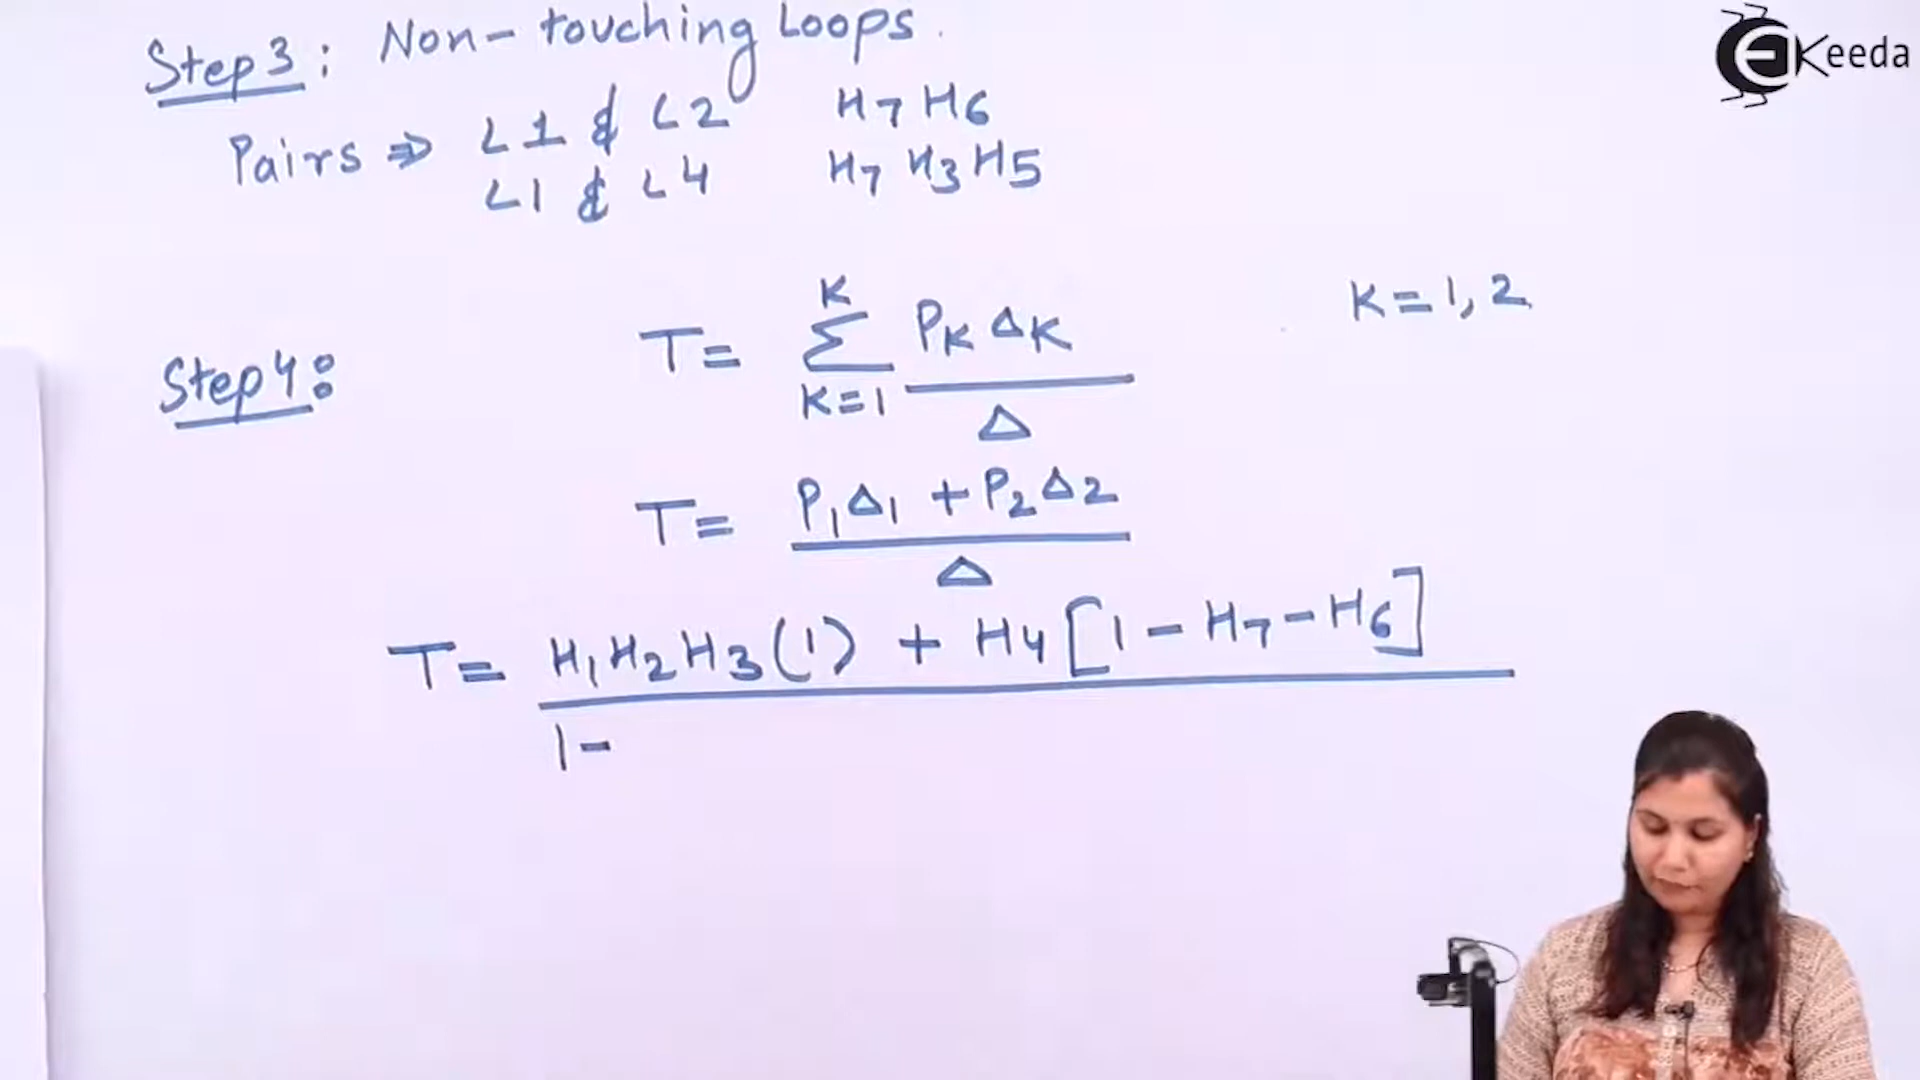 Step 3: Non-touching Loops.
Keeda
Pairs ⇒ L1 & L2 H7 H6
L1 & L4 H7 H3 H5
Step 4: T = K Σ K=1 PK ΔK / Δ K = 1, 2
T = P1Δ1 + P2Δ2 / Δ
T = H1H2H3(1) + H4[1 - H7 - H6]
1 -